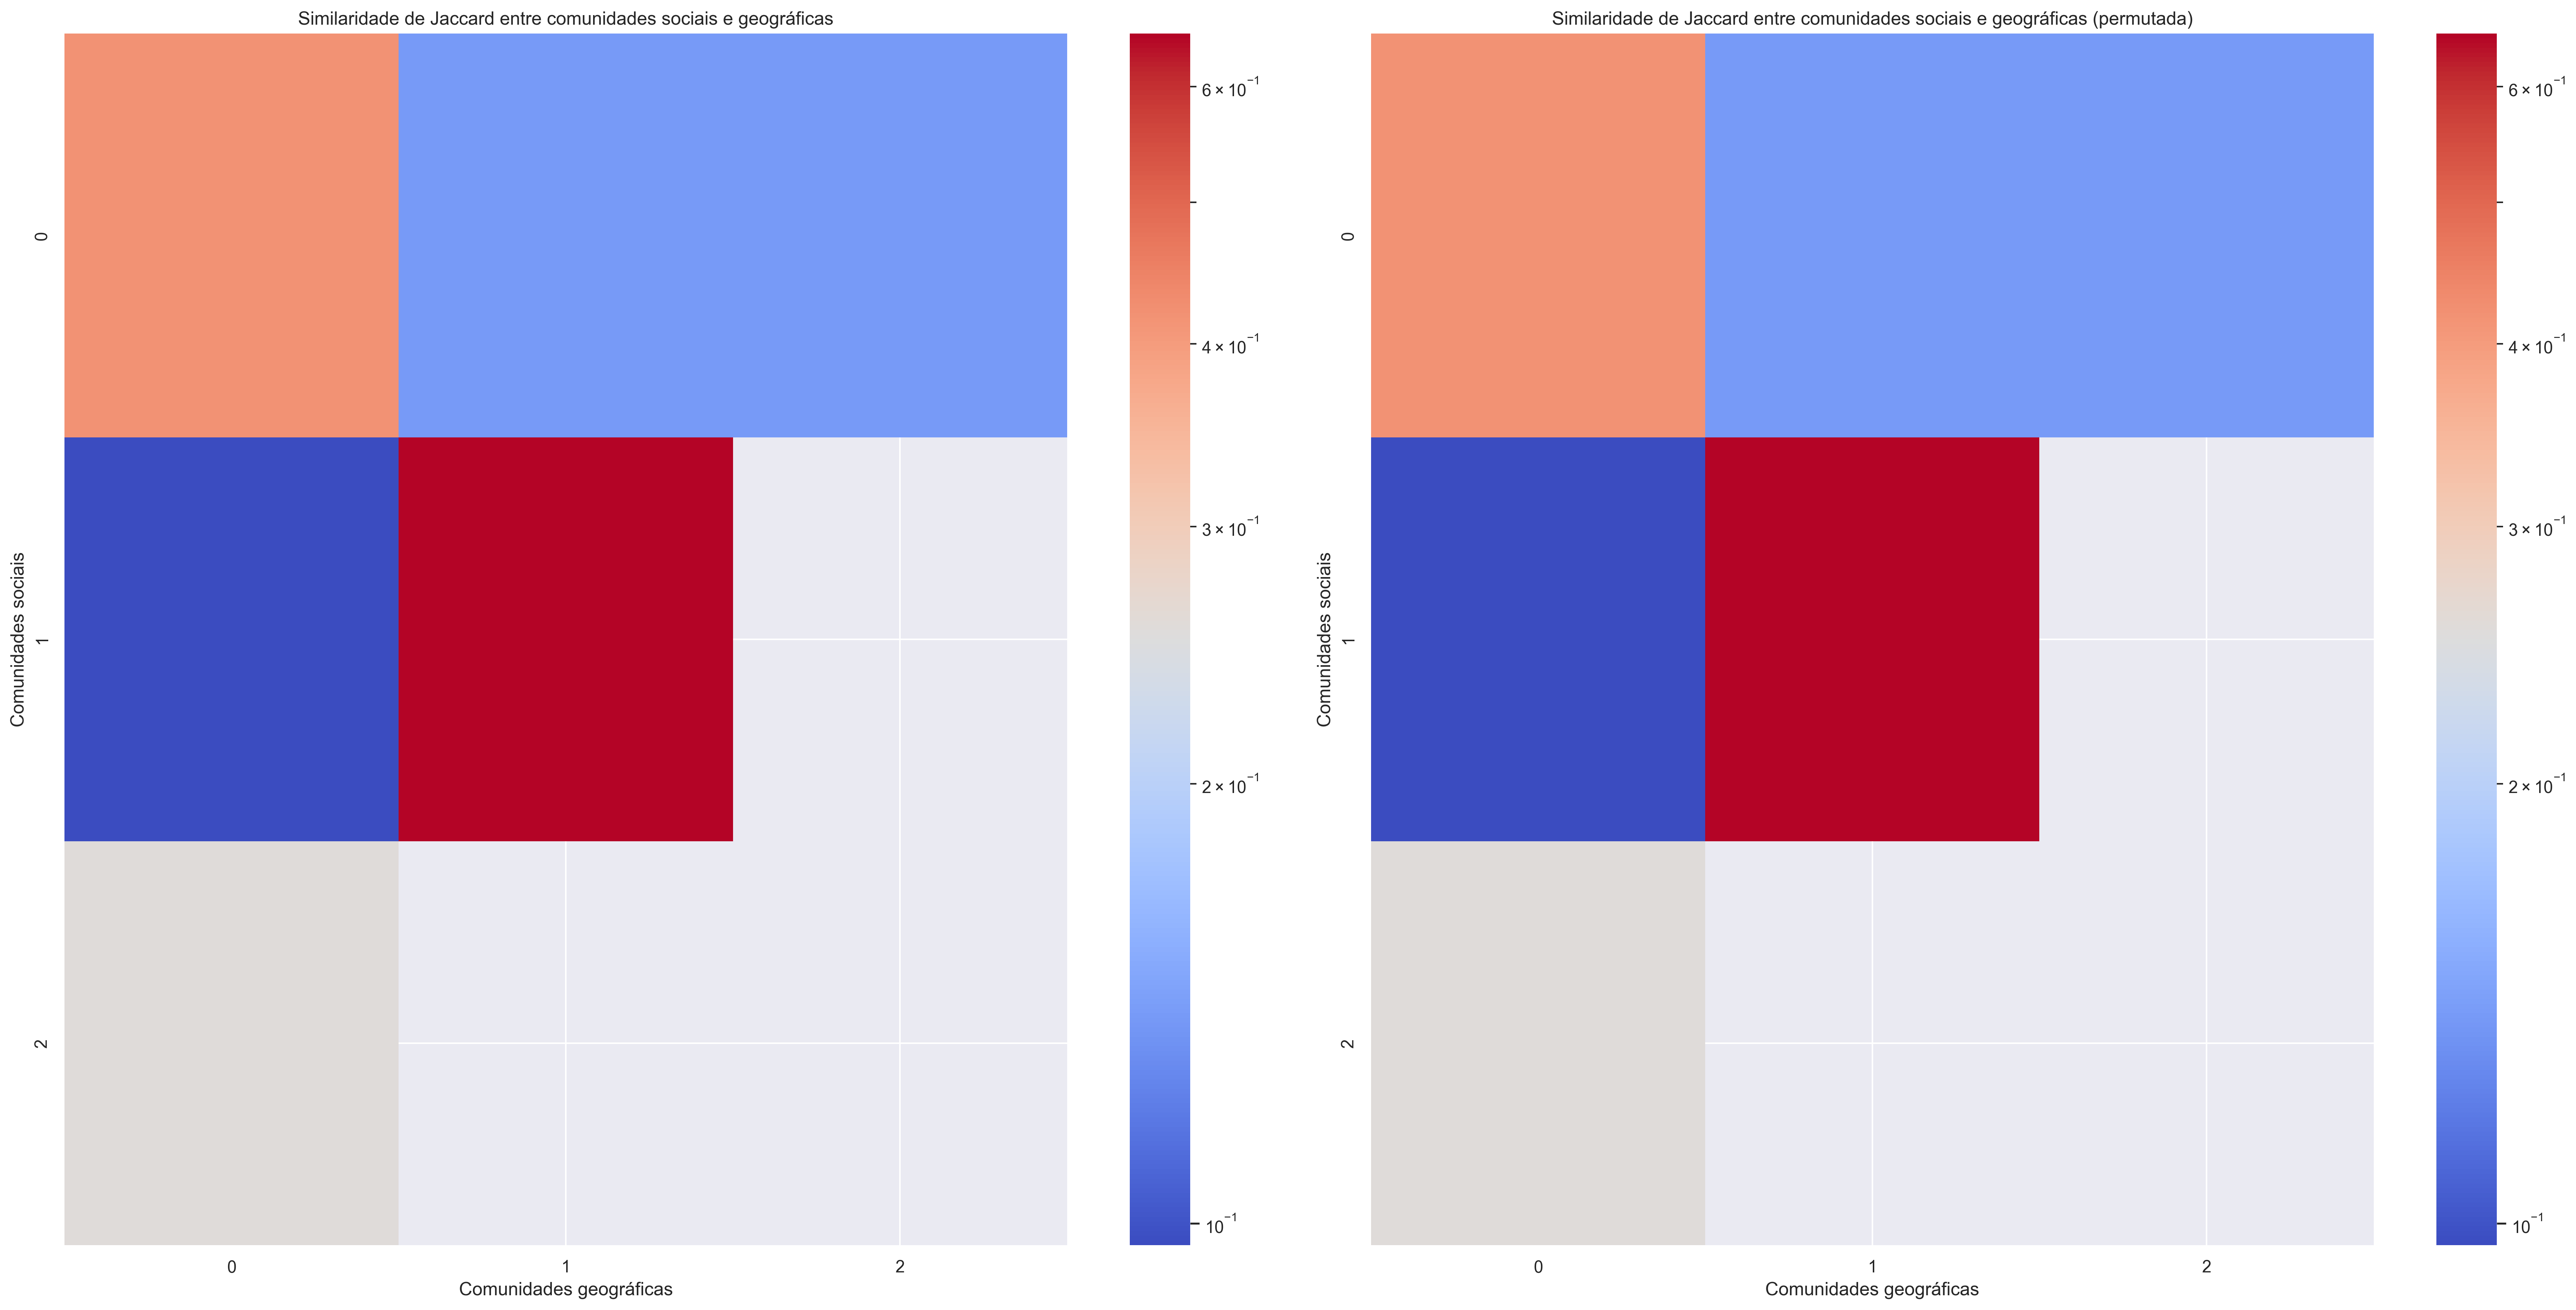 Similaridade de Jaccard entre comunidades sociais e geográficas
6 × 10⁻¹
4 × 10⁻¹
3 × 10⁻¹
2 × 10⁻¹
10⁻¹
0
1
2
Comunidades sociais
0 1 2
Comunidades geográficas
Similaridade de Jaccard entre comunidades sociais e geográficas (permutada)
6 × 10⁻¹
4 × 10⁻¹
3 × 10⁻¹
2 × 10⁻¹
10⁻¹
0
1
2
Comunidades sociais
0 1 2
Comunidades geográficas